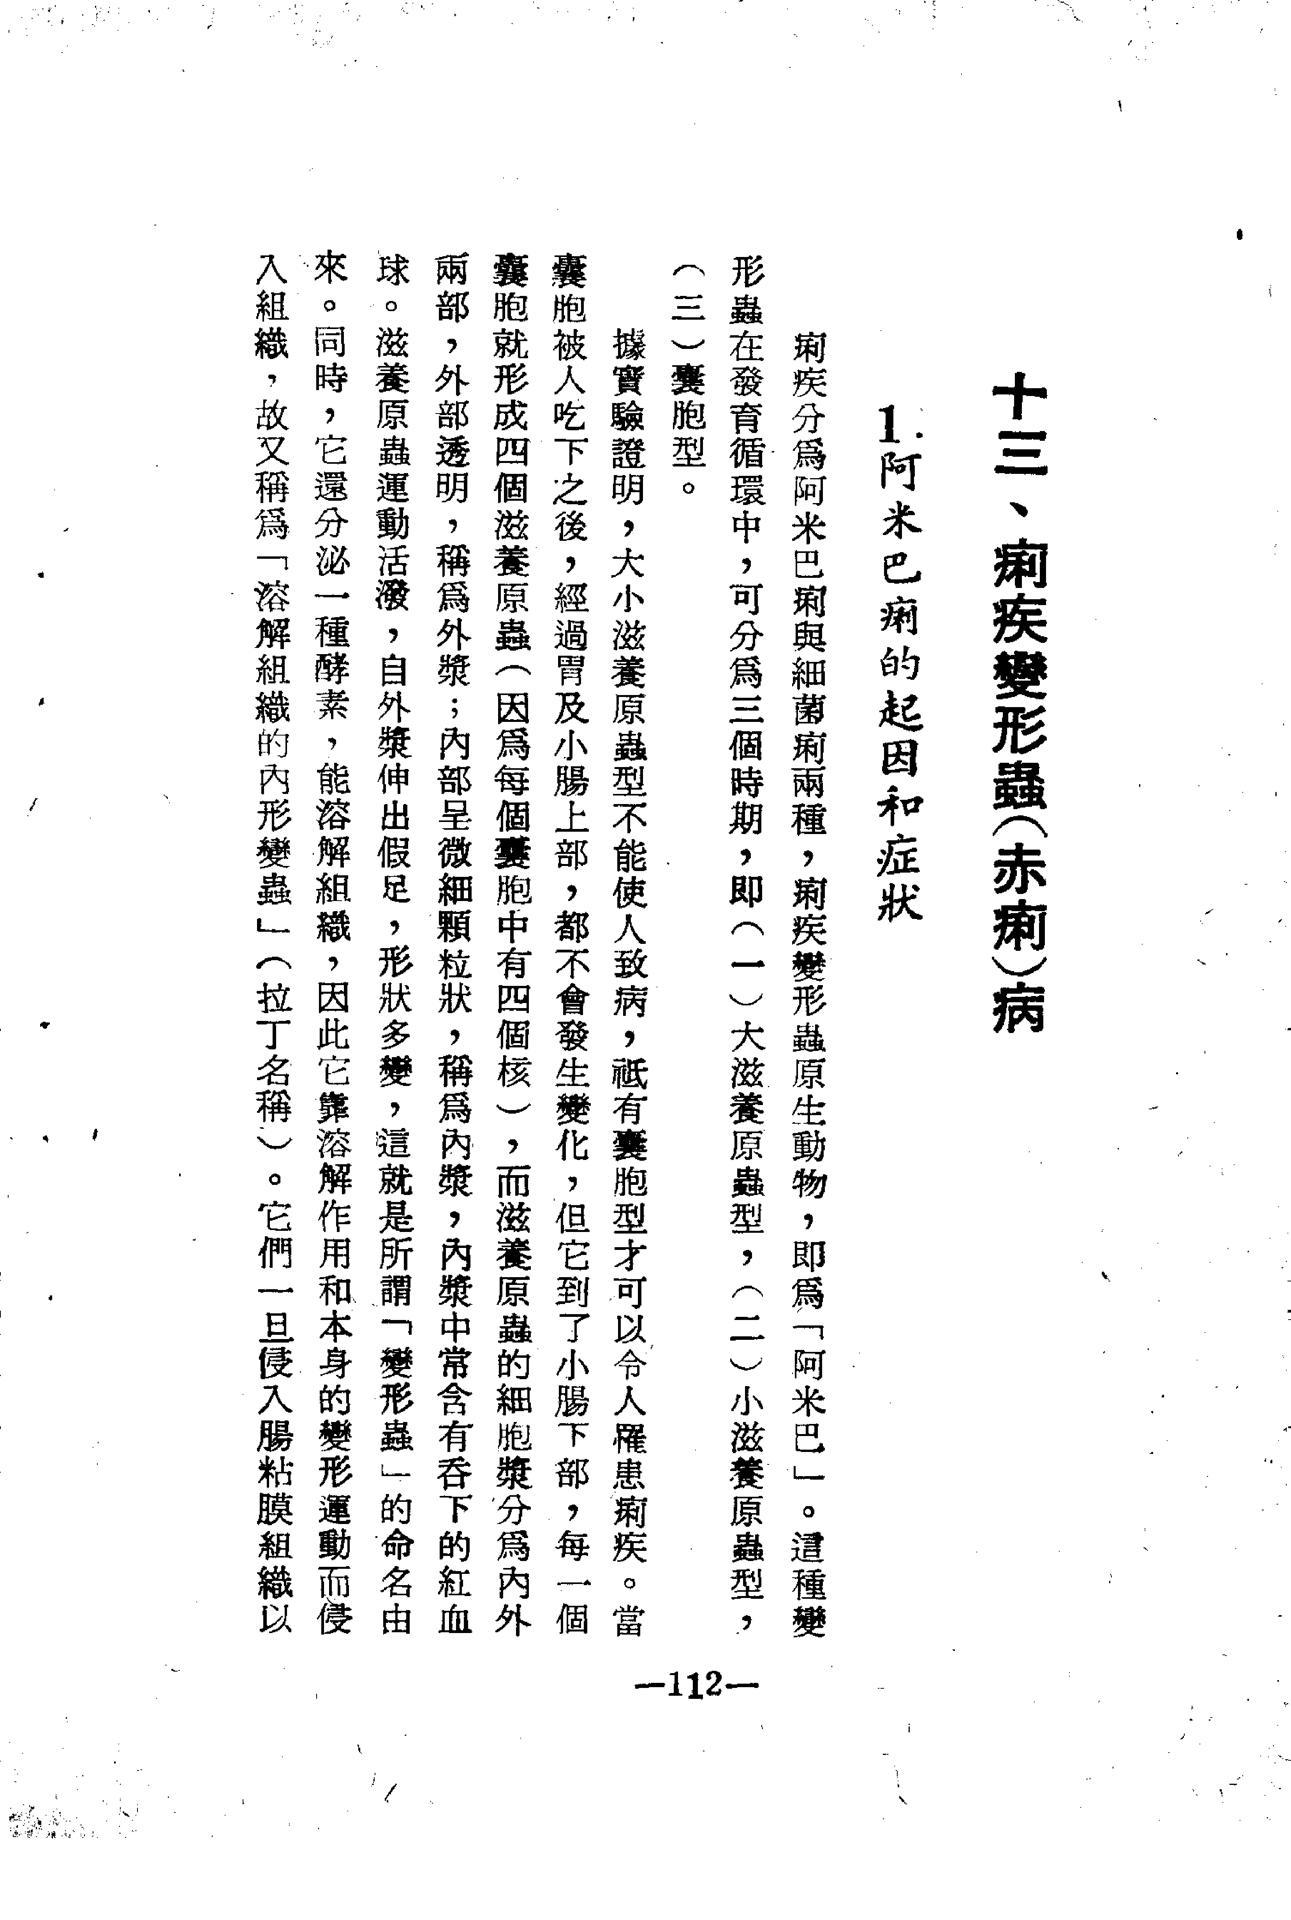 十三、痢疾變形蟲（赤痢）病
1.阿米巴痢的起因和症狀
痢疾分爲阿米巴痢與細菌痢兩種，痢疾變形蟲原生動物，即爲「阿米巴」。這種變
形蟲在發育循環中，可分爲三個時期，即（一）大滋養原蟲型，（二）小滋養原蟲型，
（三）囊胞型。
據實驗證明，大小滋養原蟲型不能使人致病，祇有囊胞型才可以令人罹患痢疾。當
囊胞被人吃下之後，經過胃及小腸上部，都不會發生變化，但它到了小腸下部，每一個
囊胞就形成四個滋養原蟲（因爲每個囊胞中有四個核），而滋養原蟲的細胞漿分爲內外
兩部，外部透明，稱爲外漿；內部呈微細顆粒狀，稱爲內漿，內漿中常含有吞下的紅血
球。滋養原蟲運動活潑，自外漿伸出假足，形狀多變，這就是所謂「變形蟲」的命名由
來。同時，它還分泌一種酵素，能溶解組織，因此它靠溶解作用和本身的變形運動而侵
入組織，故又稱爲「溶解組織的內形變蟲」（拉丁名稱）。它們一旦侵入腸粘膜組織以
—112—